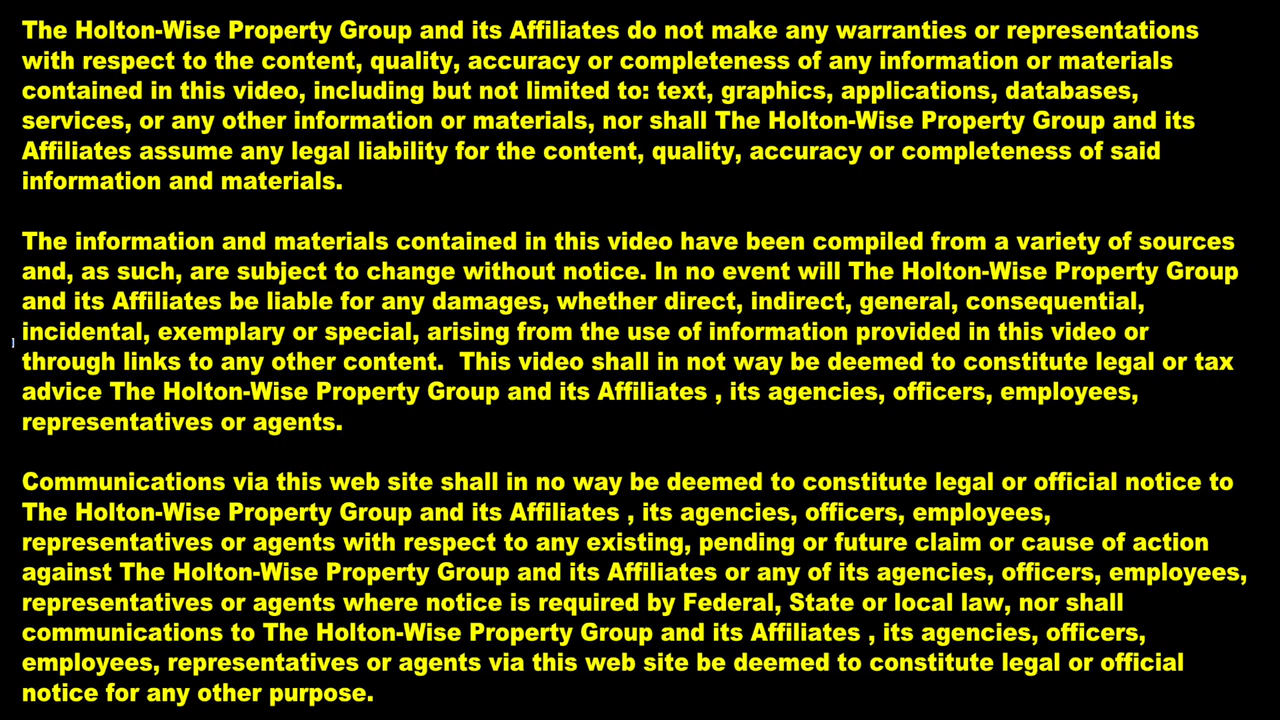 The Holton-Wise Property Group and its Affiliates do not make any warranties or representations
with respect to the content, quality, accuracy or completeness of any information or materials
contained in this video, including but not limited to: text, graphics, applications, databases,
services, or any other information or materials, nor shall The Holton-Wise Property Group and its
Affiliates assume any legal liability for the content, quality, accuracy or completeness of said
information and materials.
The information and materials contained in this video have been compiled from a variety of sources
and, as such, are subject to change without notice. In no event will The Holton-Wise Property Group
and its Affiliates be liable for any damages, whether direct, indirect, general, consequential,
incidental, exemplary or special, arising from the use of information provided in this video or
through links to any other content.  This video shall in not way be deemed to constitute legal or tax
advice The Holton-Wise Property Group and its Affiliates , its agencies, officers, employees,
representatives or agents.
Communications via this web site shall in no way be deemed to constitute legal or official notice to
The Holton-Wise Property Group and its Affiliates , its agencies, officers, employees,
representatives or agents with respect to any existing, pending or future claim or cause of action
against The Holton-Wise Property Group and its Affiliates or any of its agencies, officers, employees,
representatives or agents where notice is required by Federal, State or local law, nor shall
communications to The Holton-Wise Property Group and its Affiliates , its agencies, officers,
employees, representatives or agents via this web site be deemed to constitute legal or official
notice for any other purpose.